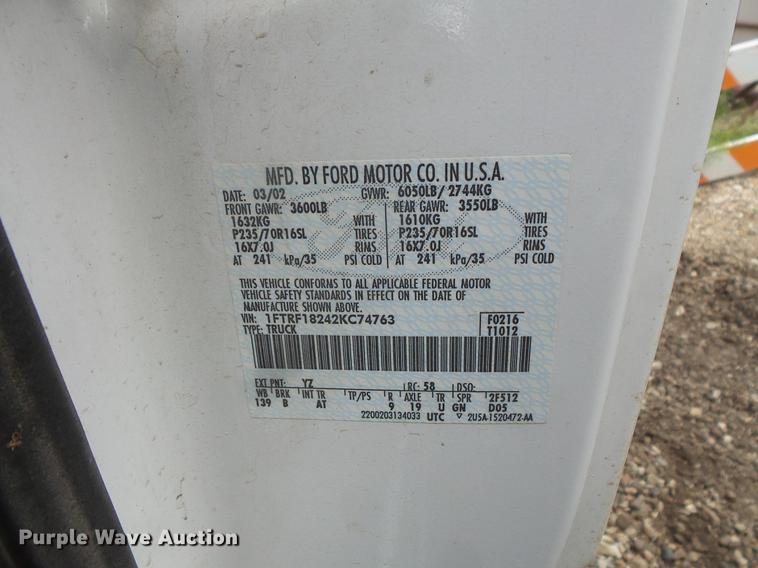 MFD. BY FORD MOTOR CO. IN U.S.A.
DATE: 03/02 GVWR: 6050LB/ 2744KG
FRONT GAWR: 3600LB REAR GAWR: 3550LB
1632KG WITH 1610KG WITH
P235/70R16SL TIRES P235/70R16SL TIRES
16X7.0J RIMS 16X7.0J RIMS
AT 241 kPa/35 PSI COLD AT 241 kPa/35 PSI COLD
THIS VEHICLE CONFORMS TO ALL APPLICABLE FEDERAL MOTOR
VEHICLE SAFETY STANDARDS IN EFFECT ON THE DATE OF
MANUFACTURE SHOWN ABOVE.
VIN: 1FTRF18242KC74763 F0216
TYPE: TRUCK T1012
EXT PNT: YZ RC: 58 DSO:
WB BRK INT TR TP/PS R AXLE TR SPR 2F512
139 B AT 9 19 U GN D05
2200203134033 UTC ▽ 2U5A-1520472-AA
Purple Wave Auction